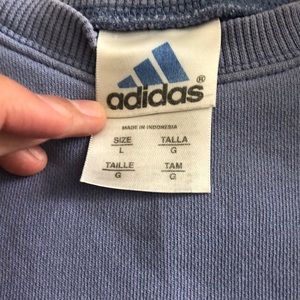 adidas®
MADE IN INDONESIA
SIZE TALLA
L G
TAILLE TAM
G G